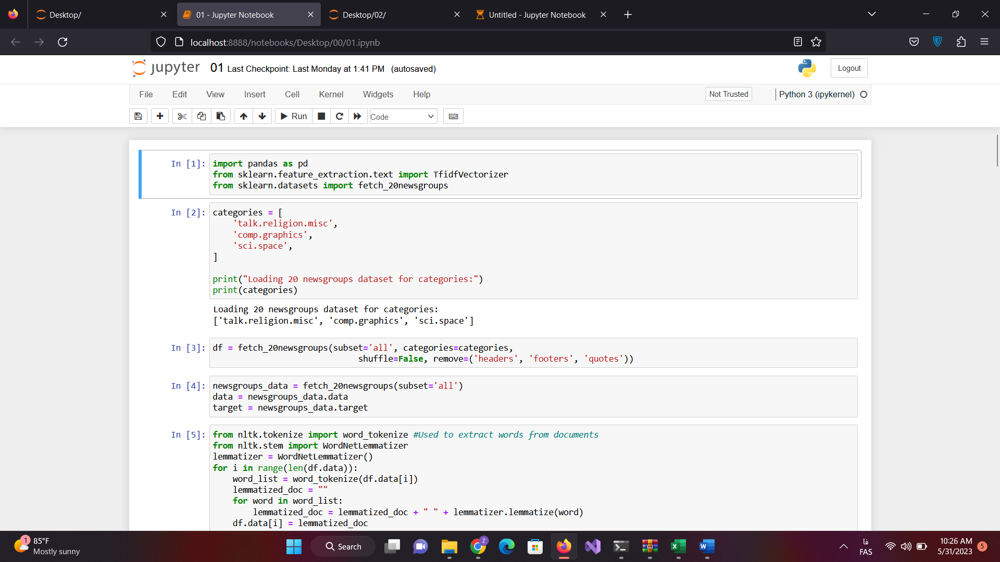 Desktop/
01 - Jupyter Notebook
Desktop/02/
Untitled - Jupyter Notebook
localhost:8888/notebooks/Desktop/00/01.ipynb
jupyter 01 Last Checkpoint: Last Monday at 1:41 PM (autosaved)
Logout
File Edit View Insert Cell Kernel Widgets Help
Not Trusted
Python 3 (ipykernel)
Run
Code
In [1]: import pandas as pd
from sklearn.feature_extraction.text import TfidfVectorizer
from sklearn.datasets import fetch_20newsgroups
In [2]: categories = [
    'talk.religion.misc',
    'comp.graphics',
    'sci.space',
]
print("Loading 20 newsgroups dataset for categories:")
print(categories)
Loading 20 newsgroups dataset for categories:
['talk.religion.misc', 'comp.graphics', 'sci.space']
In [3]: df = fetch_20newsgroups(subset='all', categories=categories,
                             shuffle=False, remove=('headers', 'footers', 'quotes'))
In [4]: newsgroups_data = fetch_20newsgroups(subset='all')
data = newsgroups_data.data
target = newsgroups_data.target
In [5]: from nltk.tokenize import word_tokenize #Used to extract words from documents
from nltk.stem import WordNetLemmatizer
lemmatizer = WordNetLemmatizer()
for i in range(len(df.data)):
    word_list = word_tokenize(df.data[i])
    lemmatized_doc = ""
    for word in word_list:
        lemmatized_doc = lemmatized_doc + " " + lemmatizer.lemmatize(word)
    df.data[i] = lemmatized_doc
1
85°F
Mostly sunny
Search
Z
فا
FAS
10:26 AM
5/31/2023
5